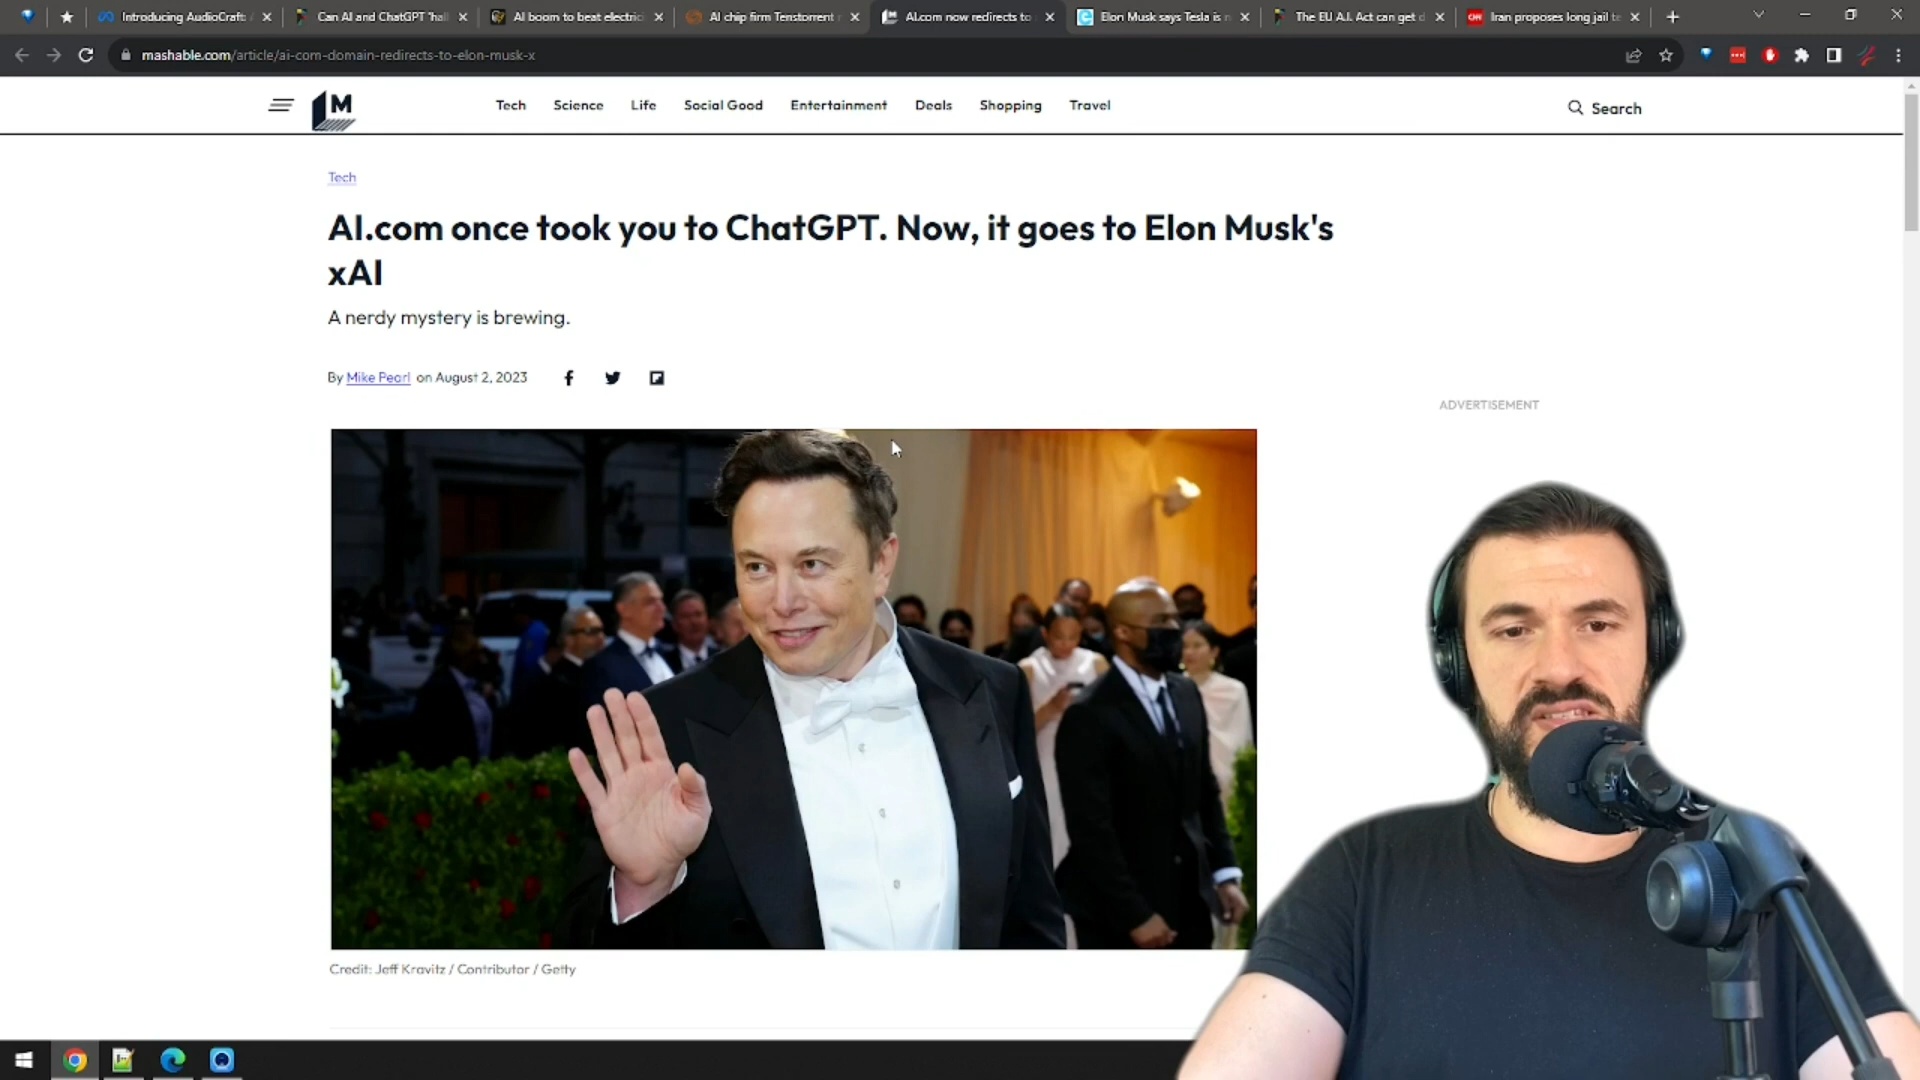 Introducing AudioCraft:
Can AI and ChatGPT 'hall
AI boom to beat electric
AI chip firm Tenstorrent
AI.com now redirects to
Elon Musk says Tesla is
The EU A.I. Act can get
Iran proposes long jail te
mashable.com/article/ai-com-domain-redirects-to-elon-musk-x
M
Tech
Science
Life
Social Good
Entertainment
Deals
Shopping
Travel
Search
Tech
AI.com once took you to ChatGPT. Now, it goes to Elon Musk's
xAI
A nerdy mystery is brewing.
By Mike Pearl on August 2, 2023
ADVERTISEMENT
Credit: Jeff Kravitz / Contributor / Getty